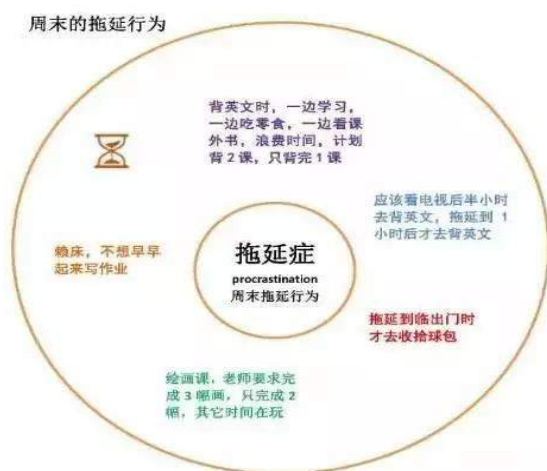 周末的拖延行为
背英文时，一边学习，
一边吃零食，一边看课
外书，浪费时间，计划
背 2 课，只背完 1 课
应该看电视后半小时
去背英文，拖延到 1
小时后才去背英文
赖床，不想早早
起来写作业
拖延症
procrastination
周末拖延行为
拖延到临出门时
才去收拾球包
绘画课，老师要求完
成 3 幅画，只完成 2
幅，其它时间在玩